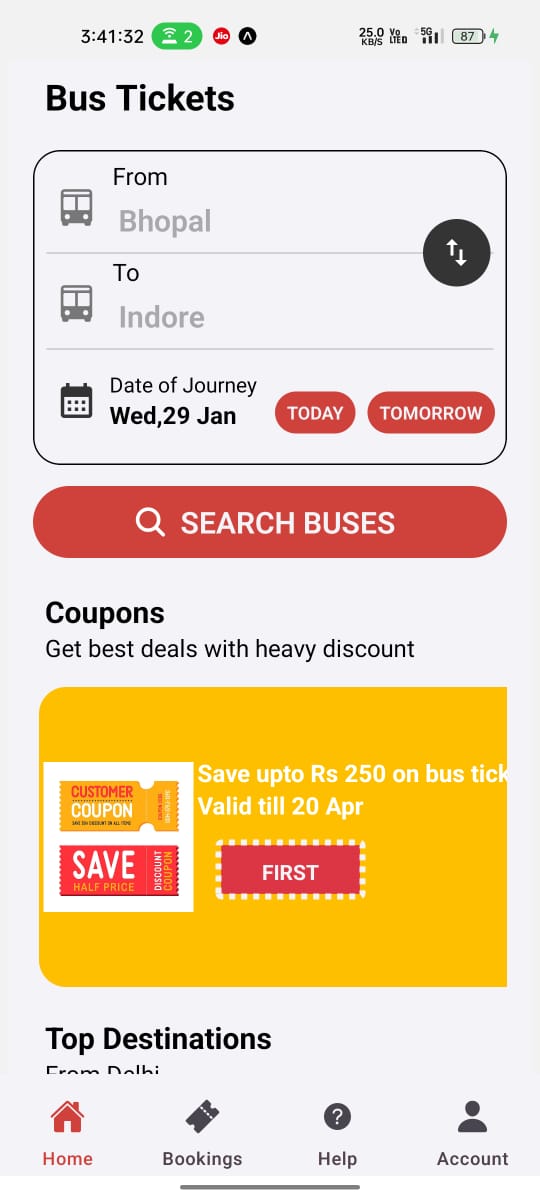 3:41:32
2
Jio
25.0 KB/S
Vo LTE
5G
87
Bus Tickets
From
Bhopal
To
Indore
Date of Journey
Wed,29 Jan
TODAY
TOMORROW
SEARCH BUSES
Coupons
Get best deals with heavy discount
CUSTOMER
COUPON
SAVE
HALF PRICE
DISCOUNT
COUPON
Save upto Rs 250 on bus tick
Valid till 20 Apr
FIRST
Top Destinations
From Delhi
Home
Bookings
Help
Account